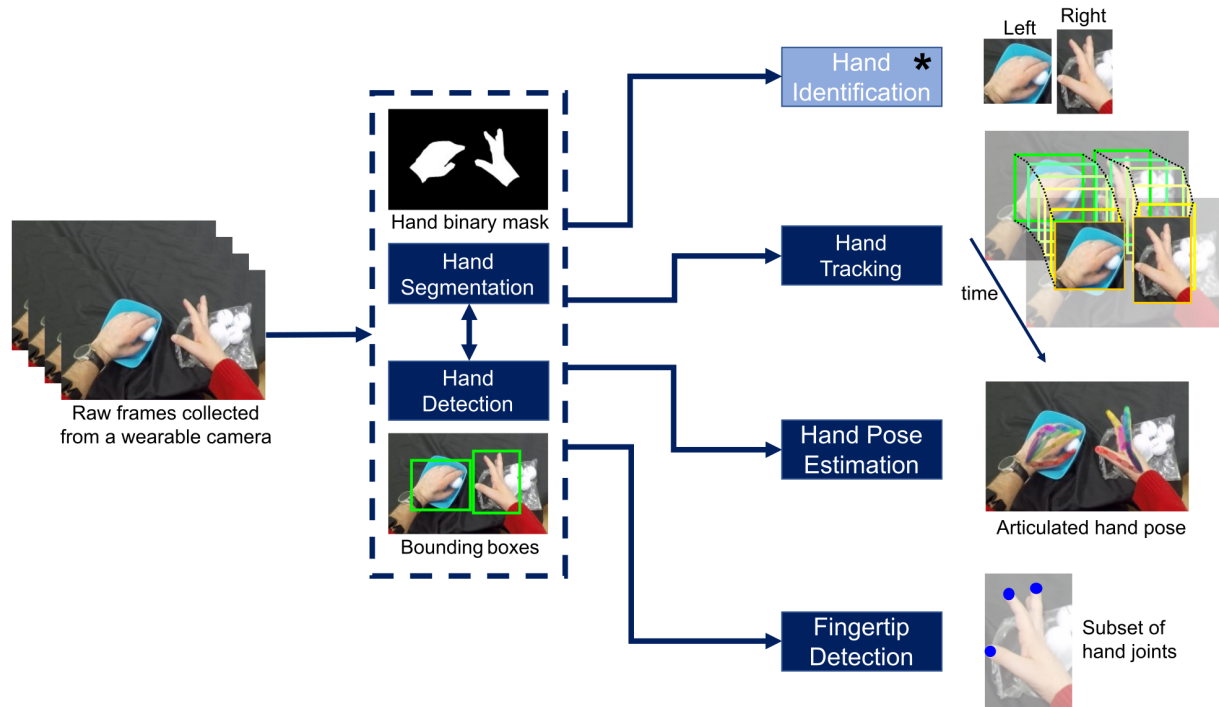 Left
Right
Hand *
Identification
Hand binary mask
Hand
Segmentation
Hand
Tracking
time
Hand
Detection
Raw frames collected
from a wearable camera
Hand Pose
Estimation
Bounding boxes
Articulated hand pose
Fingertip
Detection
Subset of
hand joints